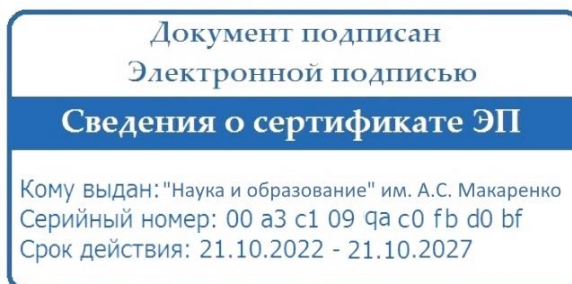 Документ подписан
Электронной подписью
Сведения о сертификате ЭП
Кому выдан: "Наука и образование" им. А.С. Макаренко
Серийный номер: 00 a3 c1 09 qa c0 fb d0 bf
Срок действия: 21.10.2022 - 21.10.2027